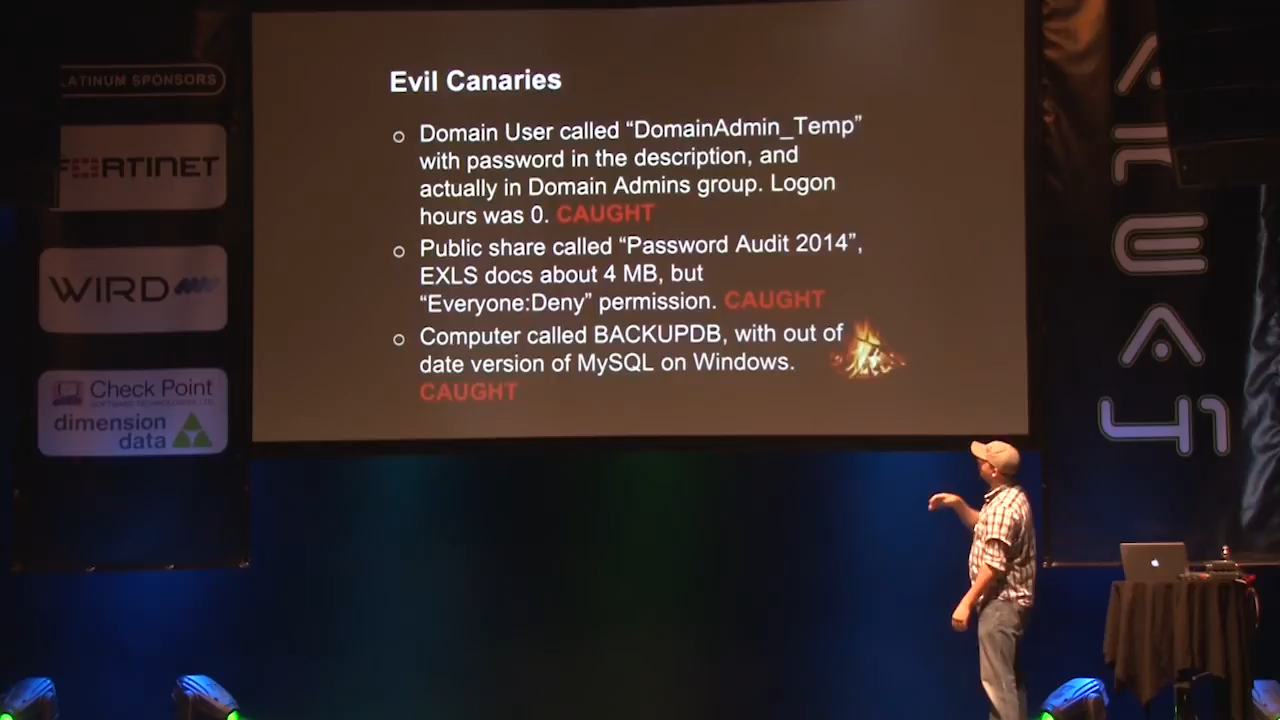 LATINUM SPONSORS
FORTINET
WIRD
Check Point
dimension
data
Evil Canaries
Domain User called “DomainAdmin_Temp”
with password in the description, and
actually in Domain Admins group. Logon
hours was 0. CAUGHT
Public share called “Password Audit 2014”,
EXLS docs about 4 MB, but
“Everyone:Deny” permission. CAUGHT
Computer called BACKUPDB, with out of
date version of MySQL on Windows.
CAUGHT
AREA
41